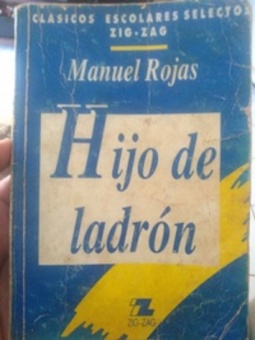 CLASICOS ESCOLARES SELECTOS
ZIG-ZAG
Manuel Rojas
Hijo de
ladrón
ZIG-ZAG